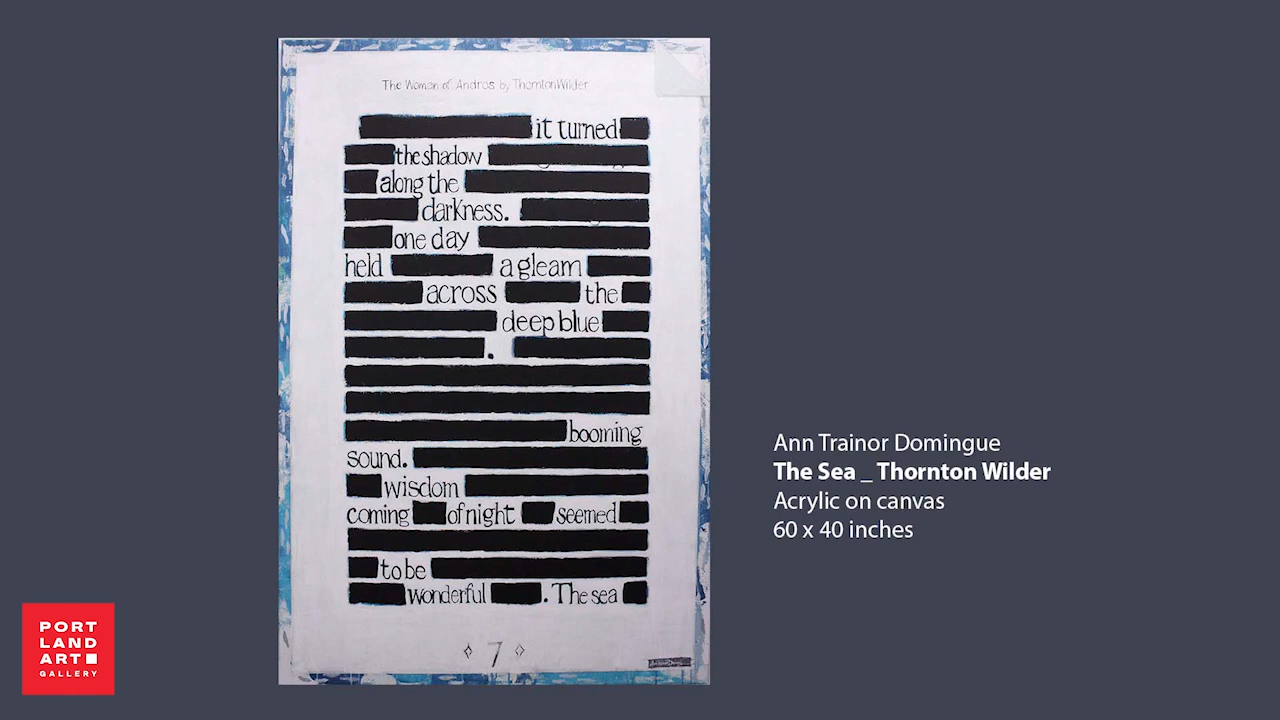 The Woman of Andros by Thornton Wilder
it turned
the shadow
along the
darkness.
one day
held a gleam
across the
deep blue
.
booming
sound.
wisdom
coming of night seemed
to be
wonderful . The sea
7
Ann Trainor Domingue
The Sea _ Thornton Wilder
Acrylic on canvas
60 x 40 inches
PORT
LAND
ART
GALLERY